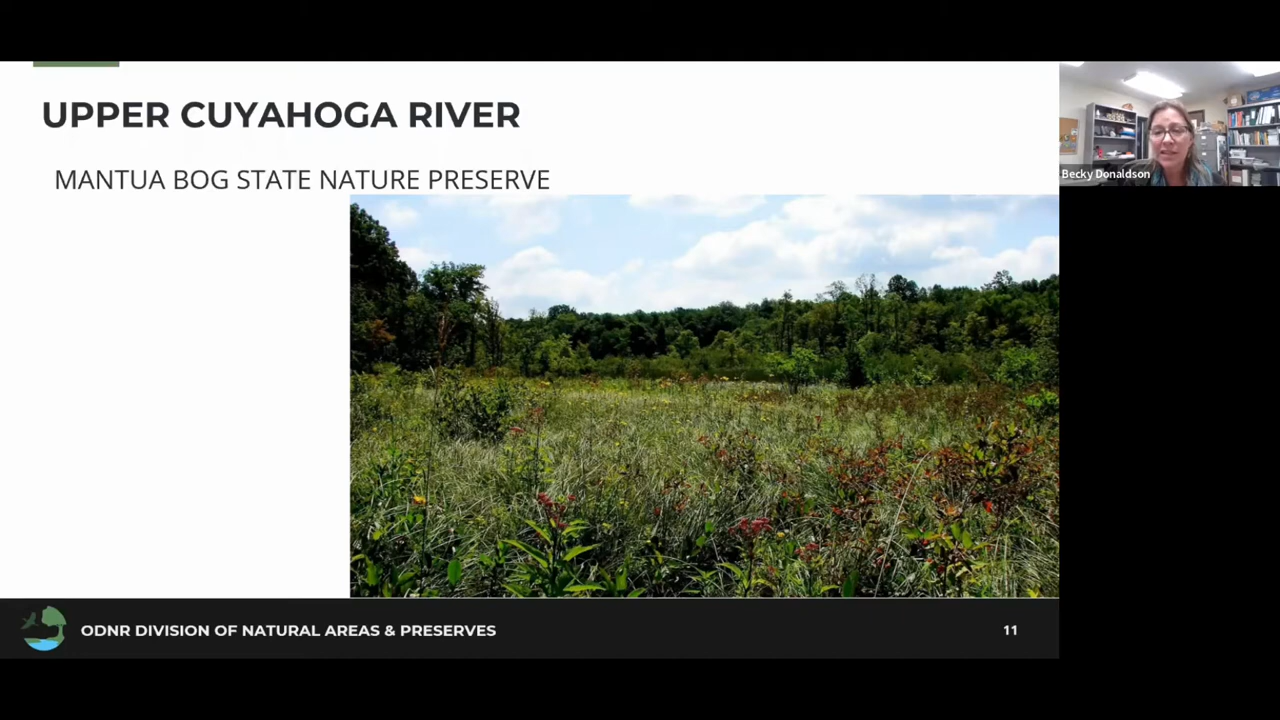 UPPER CUYAHOGA RIVER
MANTUA BOG STATE NATURE PRESERVE
Becky Donaldson
ODNR DIVISION OF NATURAL AREAS & PRESERVES
11